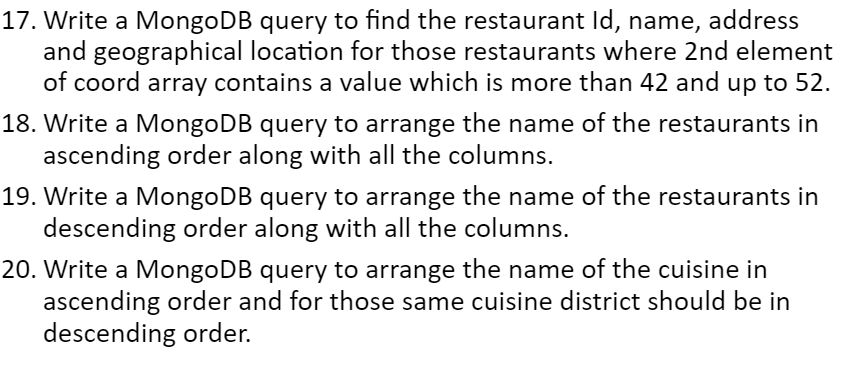 17. Write a MongoDB query to find the restaurant Id, name, address
and geographical location for those restaurants where 2nd element
of coord array contains a value which is more than 42 and up to 52.
18. Write a MongoDB query to arrange the name of the restaurants in
ascending order along with all the columns.
19. Write a MongoDB query to arrange the name of the restaurants in
descending order along with all the columns.
20. Write a MongoDB query to arrange the name of the cuisine in
ascending order and for those same cuisine district should be in
descending order.